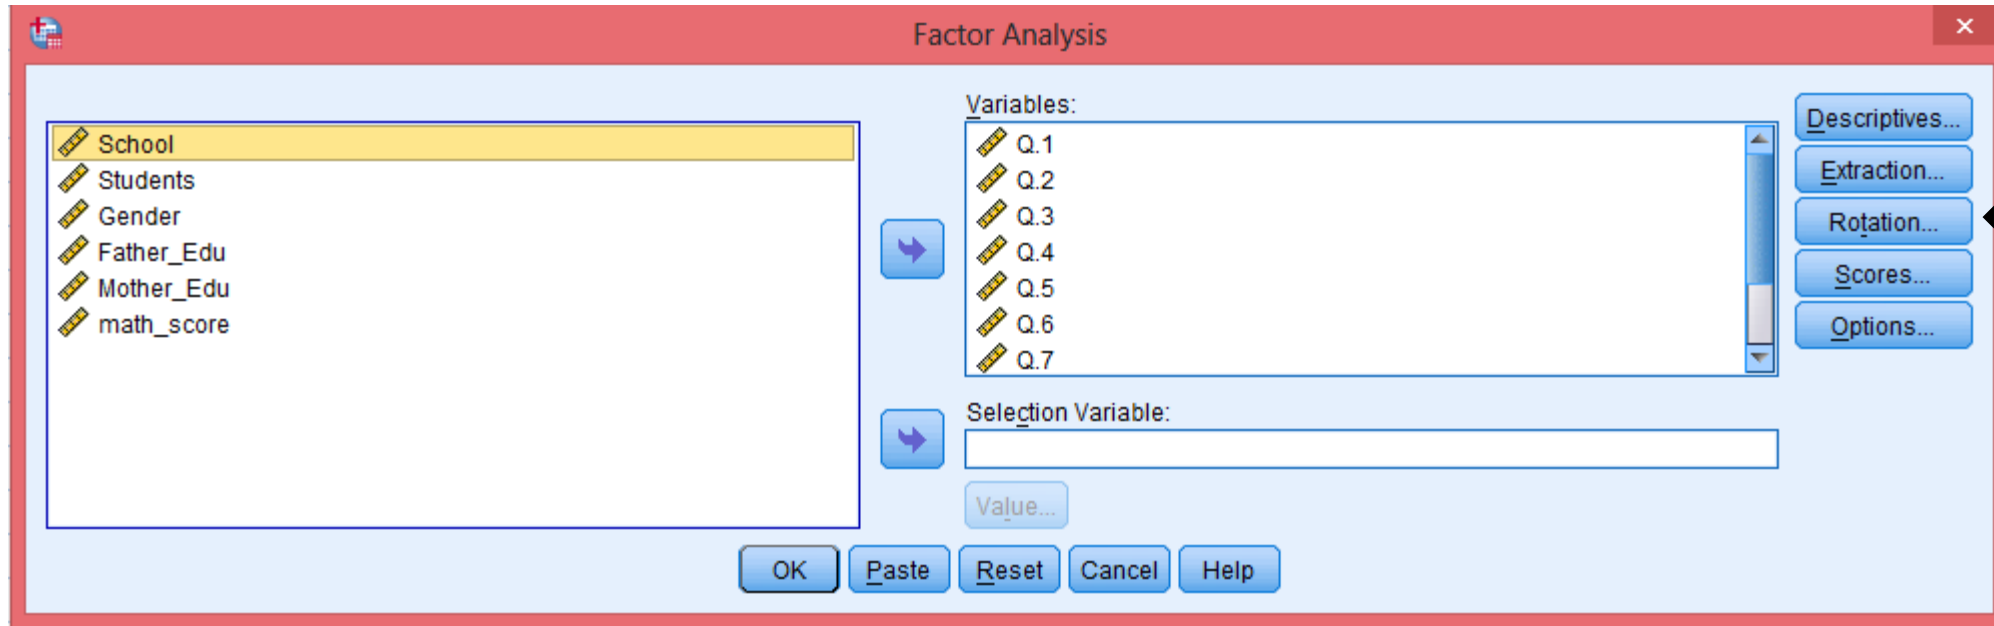 Factor Analysis
School
Students
Gender
Father_Edu
Mother_Edu
math_score
Variables:
Q.1
Q.2
Q.3
Q.4
Q.5
Q.6
Q.7
Selection Variable:
Value...
Descriptives...
Extraction...
Rotation...
Scores...
Options...
OK Paste Reset Cancel Help